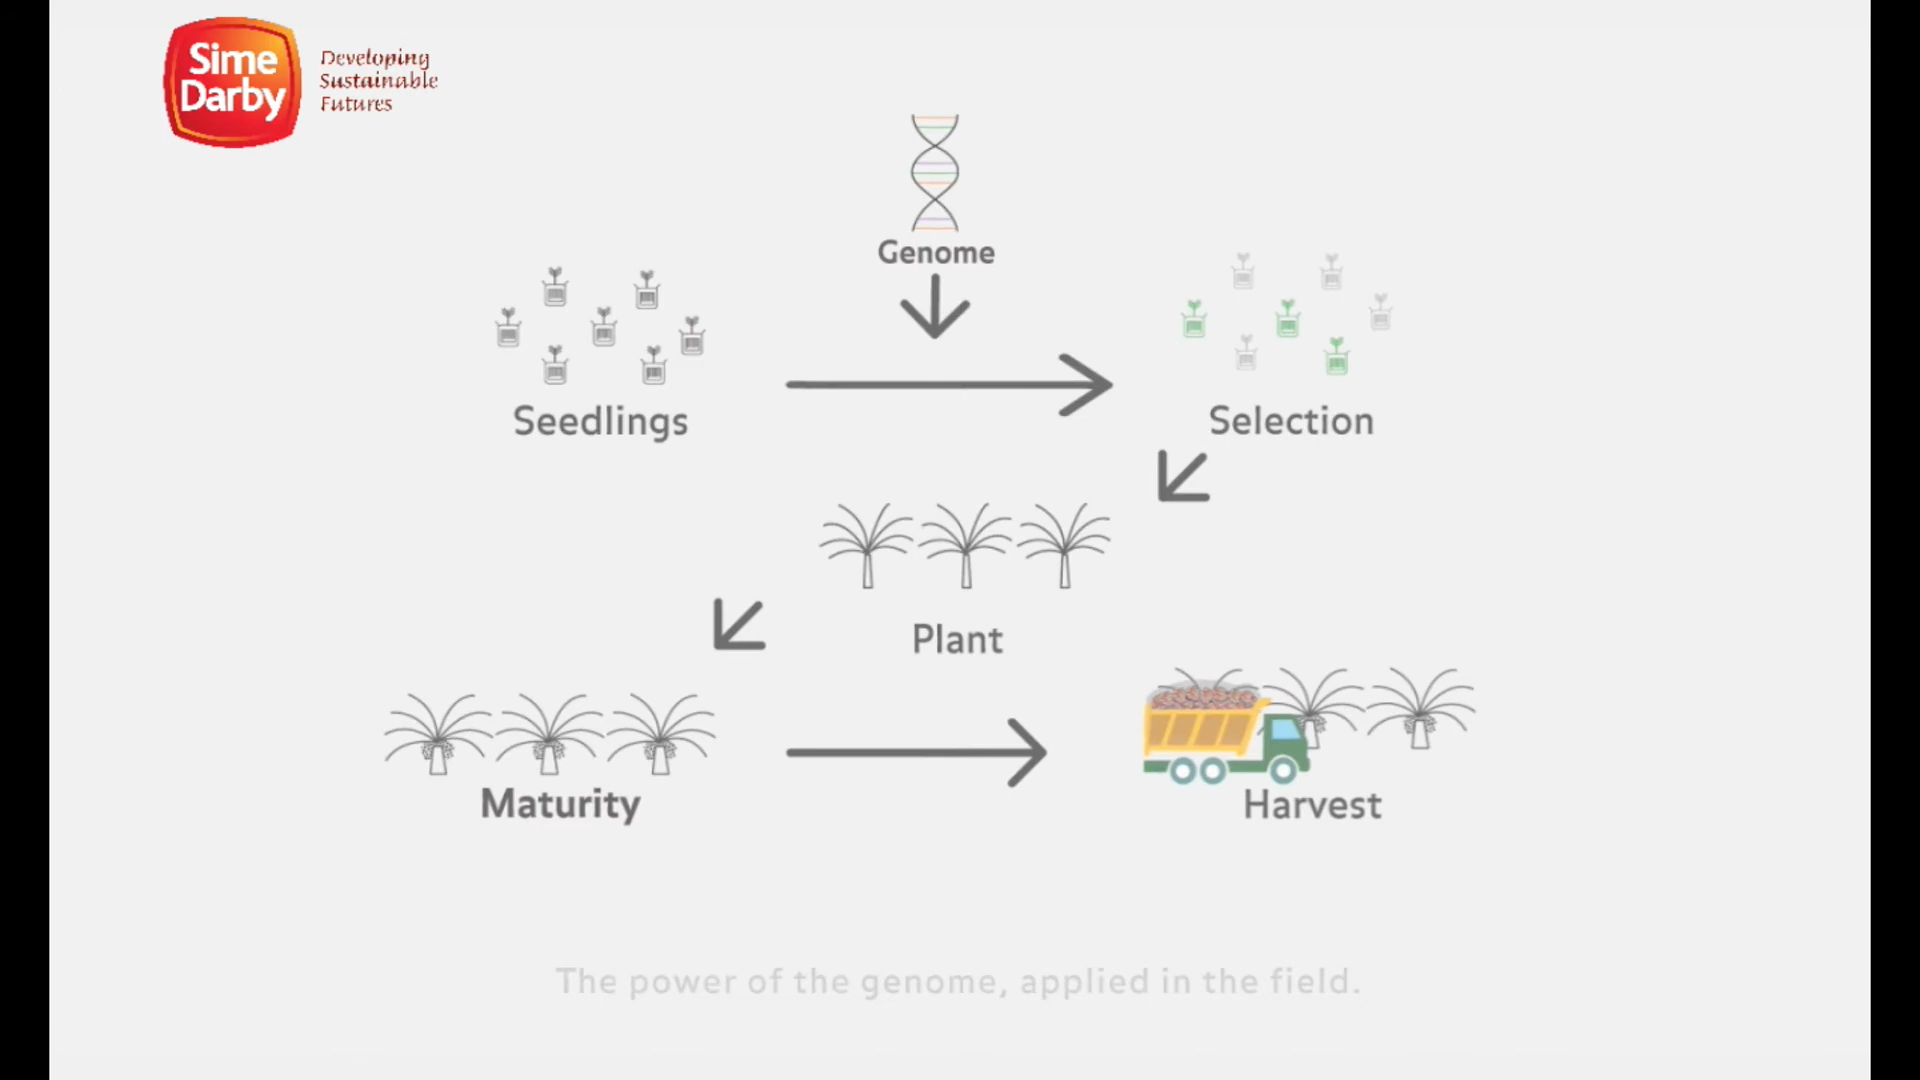 Sime
Darby
Developing
Sustainable
Futures
Genome
Seedlings
Selection
Plant
Maturity
Harvest
The power of the genome, applied in the field.